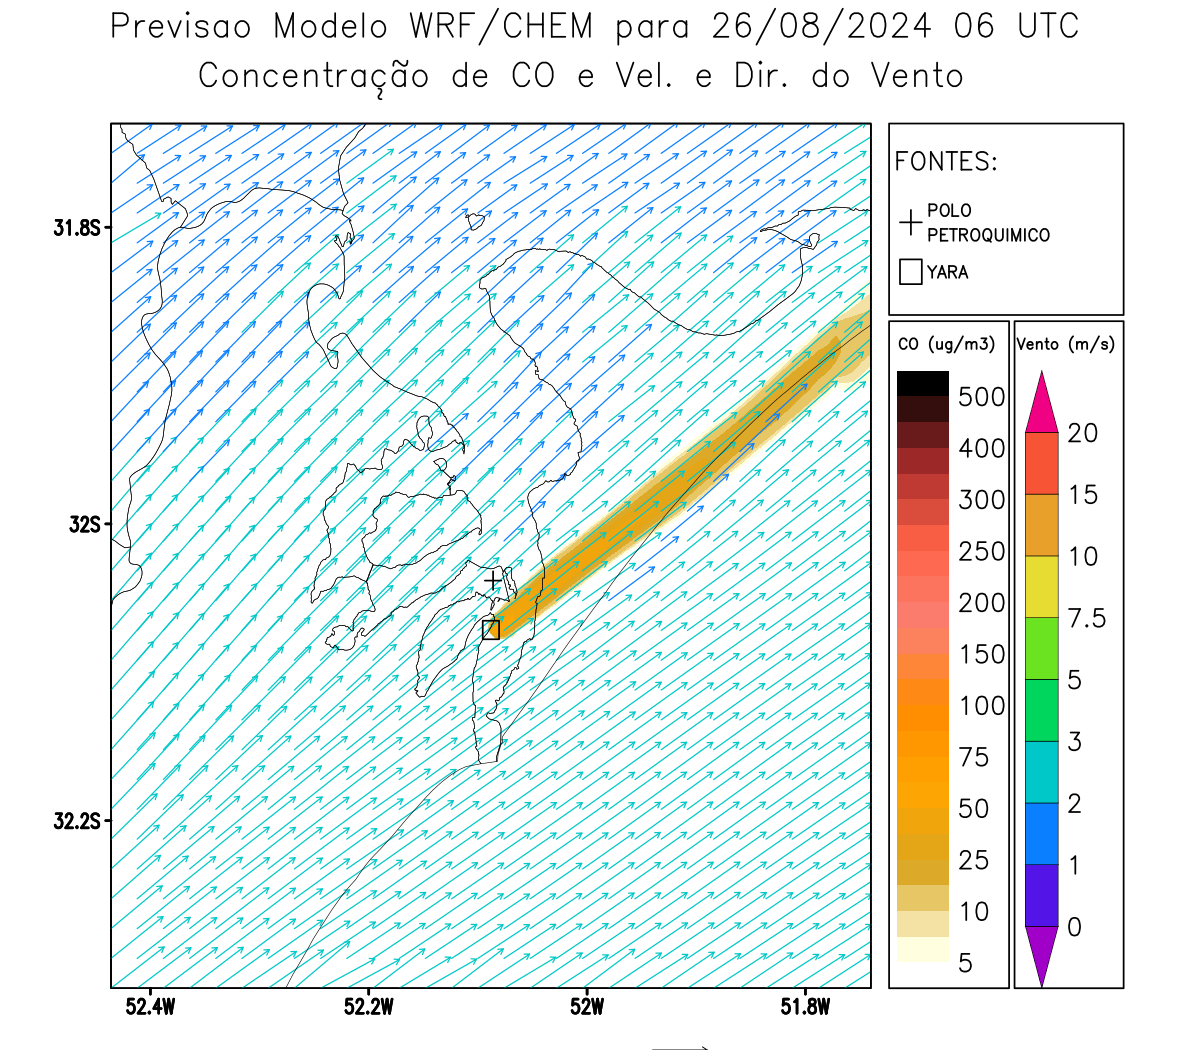 Previsao Modelo WRF/CHEM para 26/08/2024 06 UTC
Concentração de CO e Vel. e Dir. do Vento
FONTES:
POLO
PETROQUIMICO
YARA
CO (ug/m3)
500
400
300
250
200
150
100
75
50
25
10
5
Vento (m/s)
20
15
10
7.5
5
3
2
1
0
31.8S
32S
32.2S
52.4W
52.2W
52W
51.8W